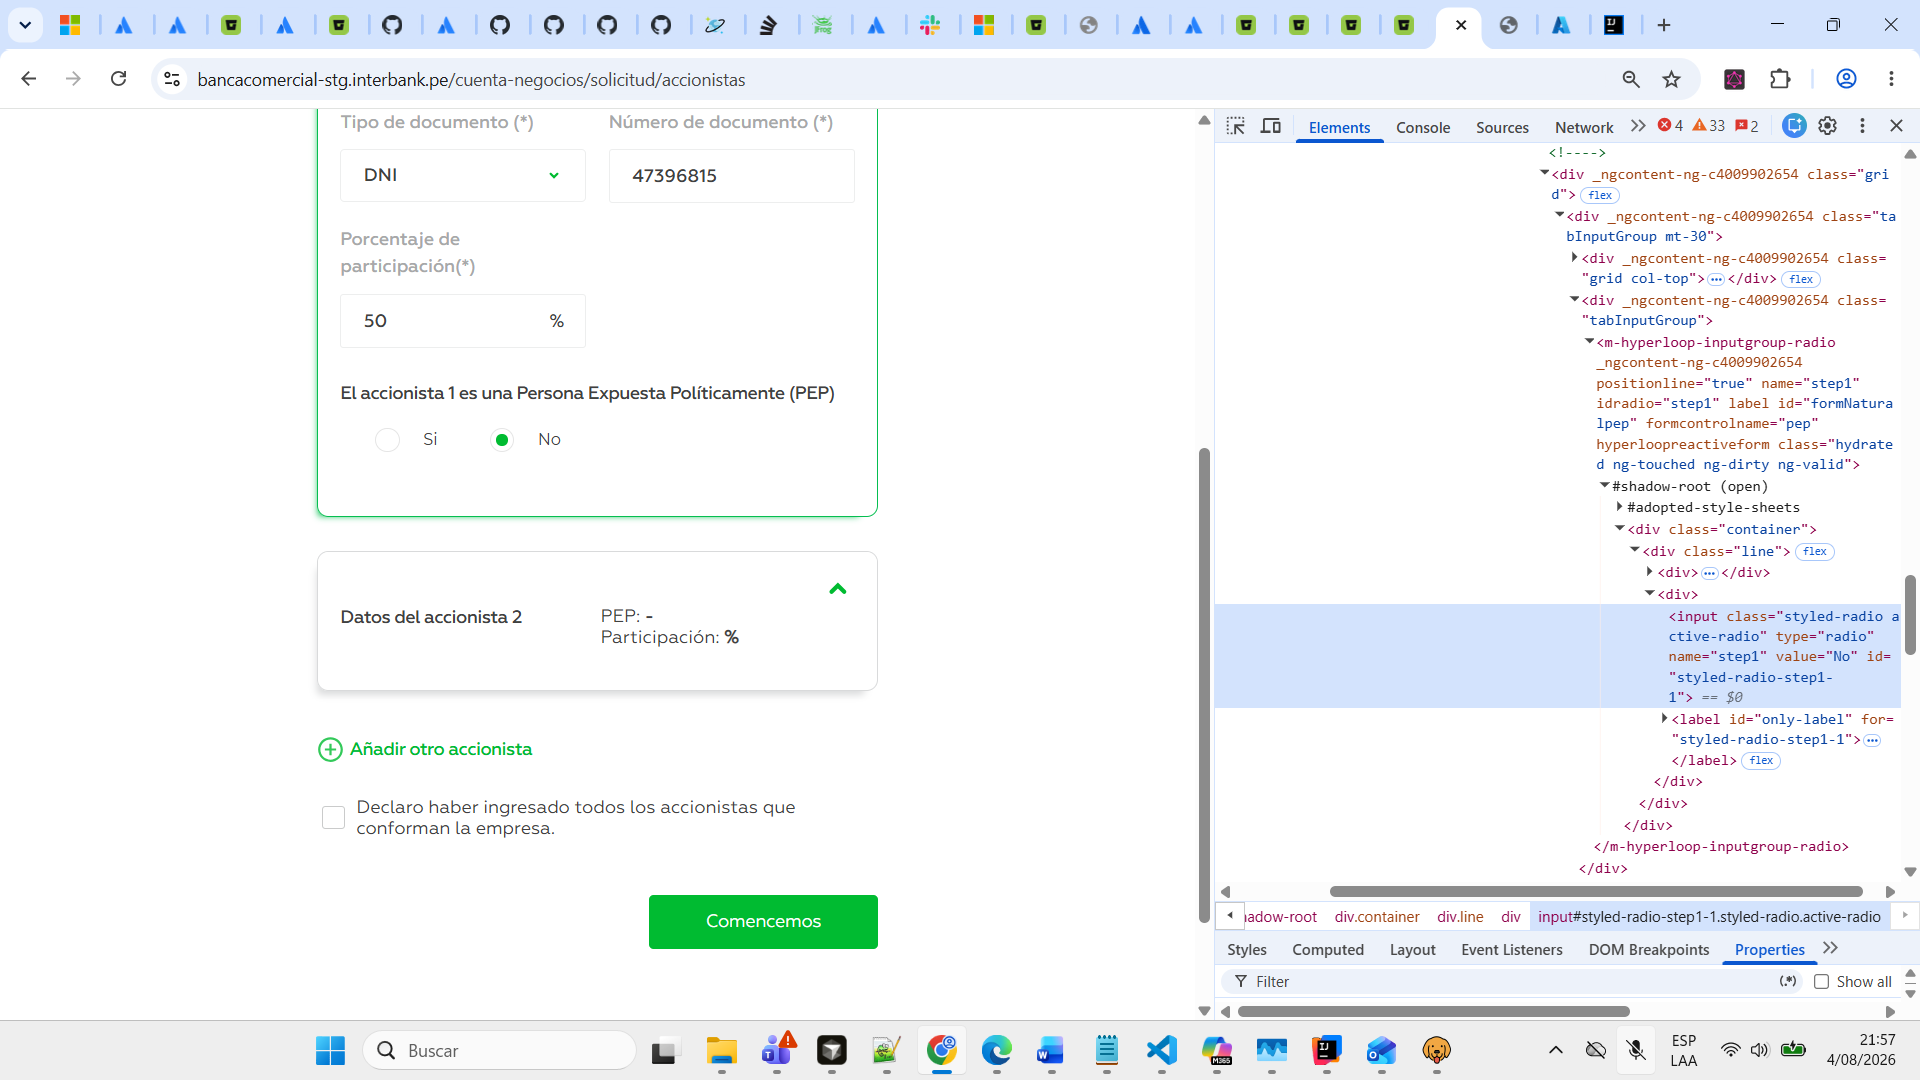 bancacomercial-stg.interbank.pe/cuenta-negocios/solicitud/accionistas
Tipo de documento (*)
Número de documento (*)
DNI
47396815
Porcentaje de
participación(*)
50
%
El accionista 1 es una Persona Expuesta Políticamente (PEP)
Si
No
Datos del accionista 2
PEP: -
Participación: %
Añadir otro accionista
Declaro haber ingresado todos los accionistas que
conforman la empresa.
Comencemos
Elements
Console
Sources
Network
4
33
2
<!---->
<div _ngcontent-ng-c4009902654 class="gri
d"> flex
<div _ngcontent-ng-c4009902654 class="ta
bInputGroup mt-30">
<div _ngcontent-ng-c4009902654 class=
"grid col-top"> … </div> flex
<div _ngcontent-ng-c4009902654 class=
"tabInputGroup">
<m-hyperloop-inputgroup-radio
_ngcontent-ng-c4009902654
positionline="true" name="step1"
idradio="step1" label id="formNatura
lpep" formcontrolname="pep"
hyperloopreactiveform class="hydrate
d ng-touched ng-dirty ng-valid">
#shadow-root (open)
#adopted-style-sheets
<div class="container">
<div class="line"> flex
<div> … </div>
<div>
<input class="styled-radio a
ctive-radio" type="radio"
name="step1" value="No" id=
"styled-radio-step1-
1"> == $0
<label id="only-label" for=
"styled-radio-step1-1"> …
</label> flex
</div>
</div>
</div>
</m-hyperloop-inputgroup-radio>
</div>
hadow-root
div.container
div.line
div
input#styled-radio-step1-1.styled-radio.active-radio
Styles
Computed
Layout
Event Listeners
DOM Breakpoints
Properties
Filter
(.*)
Show all
Buscar
ESP
LAA
21:57
4/08/2026